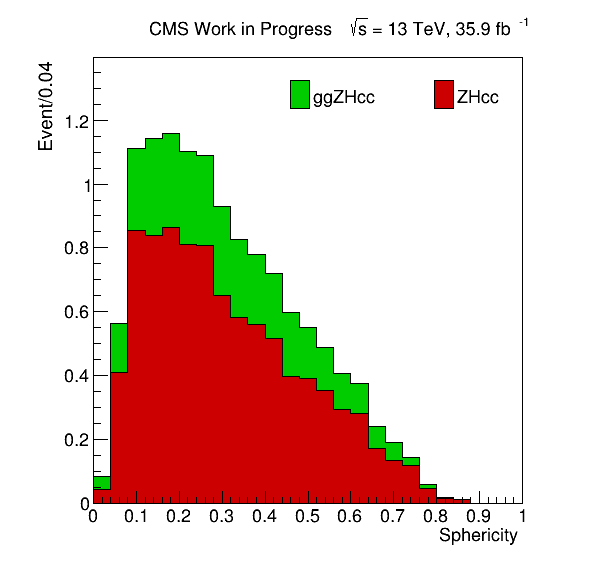 CMS Work in Progress √s = 13 TeV, 35.9 fb -1
Event/0.04
ggZHcc ZHcc
1.2
1
0.8
0.6
0.4
0.2
0
0 0.1 0.2 0.3 0.4 0.5 0.6 0.7 0.8 0.9 1
Sphericity